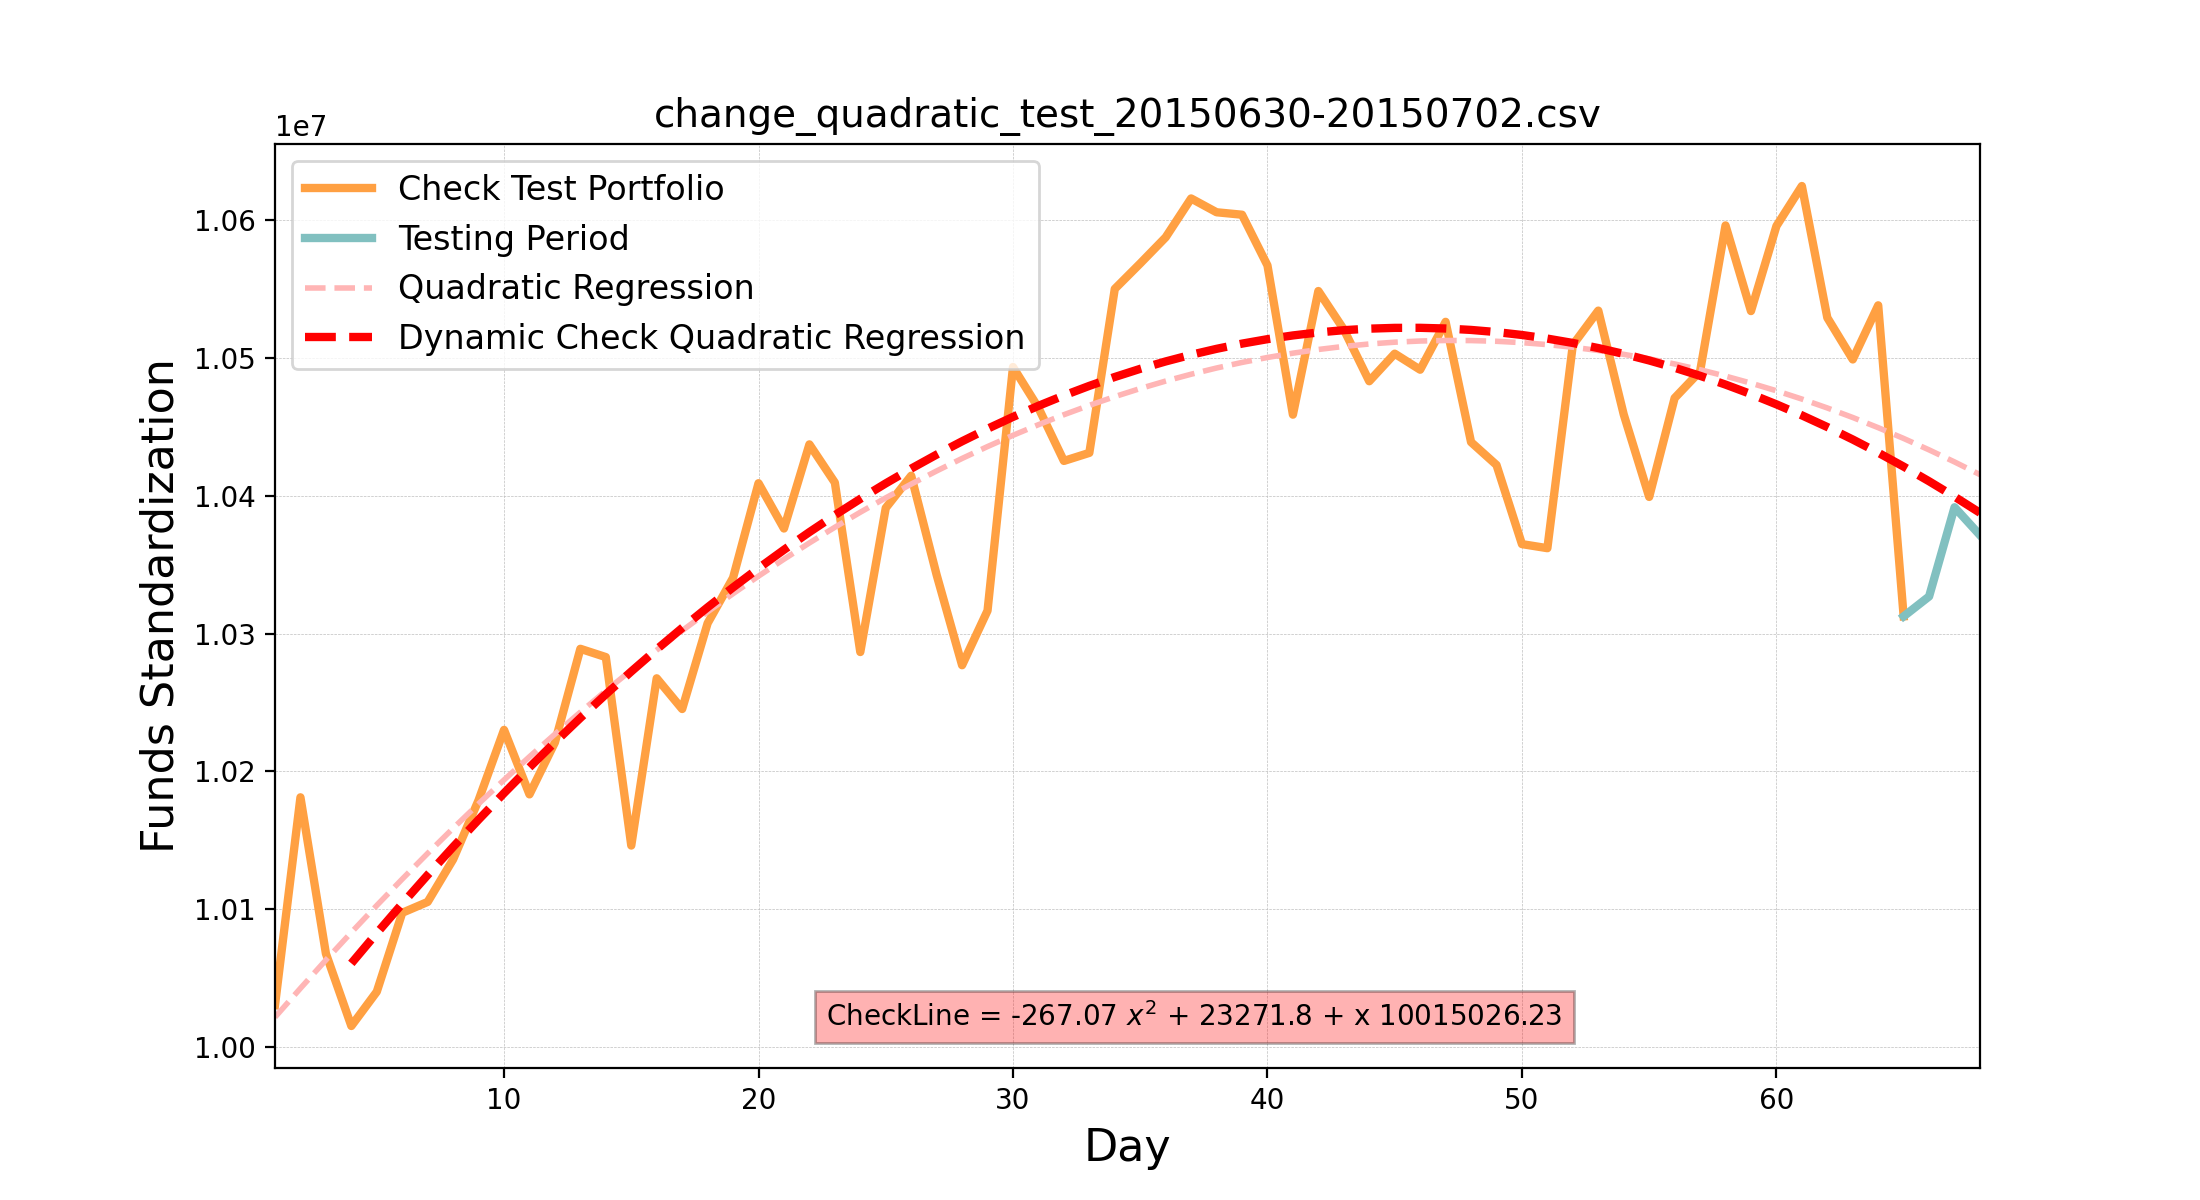 change_quadratic_test_20150630-20150702.csv
1e7
Check Test Portfolio
Testing Period
Quadratic Regression
Dynamic Check Quadratic Regression
1.06
1.05
1.04
1.03
1.02
1.01
1.00
Funds Standardization
CheckLine = -267.07 x² + 23271.8 + x 10015026.23
10 20 30 40 50 60
Day